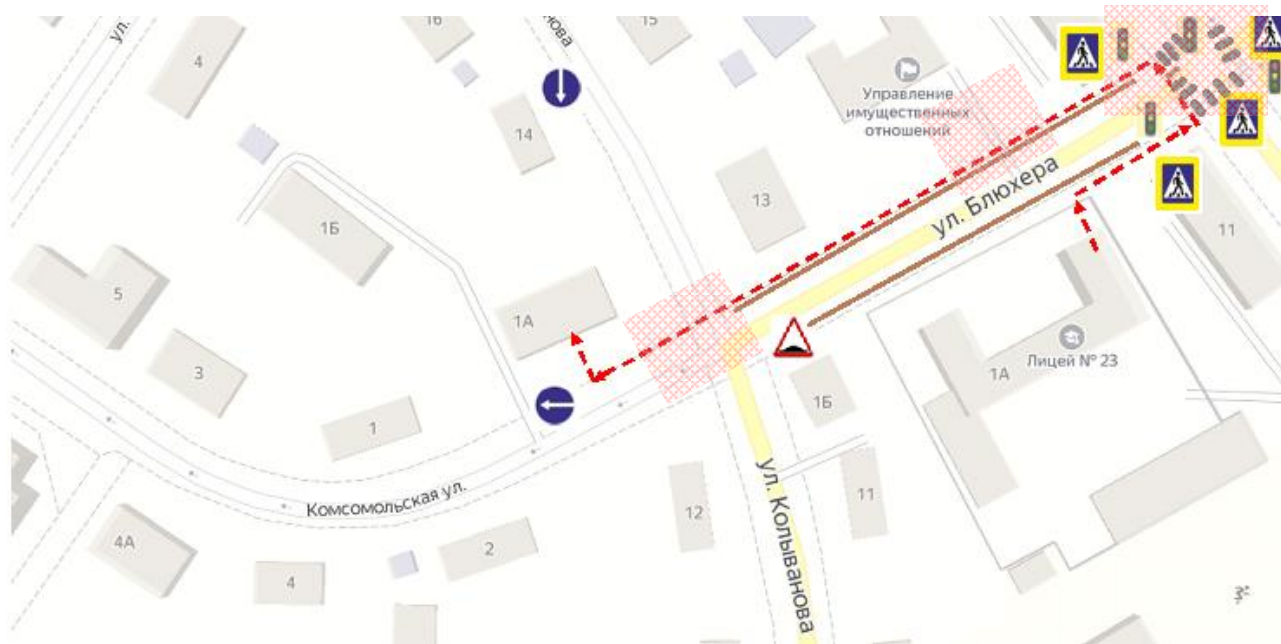 ул.
16
нова
15
4
14
Управление
имущественных
отношений
13
ул. Блюхера
1Б
11
5
1А
Лицей № 23
1А
3
1Б
1
ул. Колыванова
Комсомольская ул.
12
11
4А
2
4